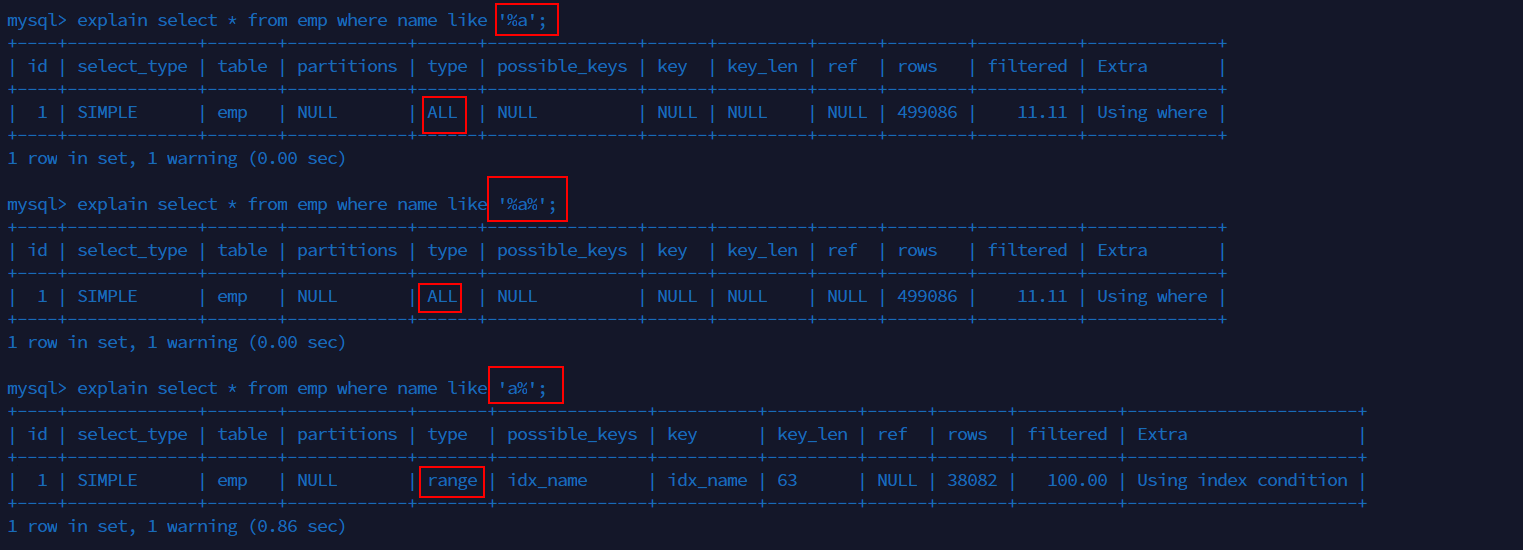 mysql> explain select * from emp where name like '%a';
+----+-------------+-------+------------+------+---------------+------+---------+------+--------+----------+-------------+
| id | select_type | table | partitions | type | possible_keys | key  | key_len | ref  | rows   | filtered | Extra       |
+----+-------------+-------+------------+------+---------------+------+---------+------+--------+----------+-------------+
|  1 | SIMPLE      | emp   | NULL       | ALL  | NULL          | NULL | NULL    | NULL | 499086 |    11.11 | Using where |
+----+-------------+-------+------------+------+---------------+------+---------+------+--------+----------+-------------+
1 row in set, 1 warning (0.00 sec)
mysql> explain select * from emp where name like '%a%';
+----+-------------+-------+------------+------+---------------+------+---------+------+--------+----------+-------------+
| id | select_type | table | partitions | type | possible_keys | key  | key_len | ref  | rows   | filtered | Extra       |
+----+-------------+-------+------------+------+---------------+------+---------+------+--------+----------+-------------+
|  1 | SIMPLE      | emp   | NULL       | ALL  | NULL          | NULL | NULL    | NULL | 499086 |    11.11 | Using where |
+----+-------------+-------+------------+------+---------------+------+---------+------+--------+----------+-------------+
1 row in set, 1 warning (0.00 sec)
mysql> explain select * from emp where name like 'a%';
+----+-------------+-------+------------+-------+---------------+----------+---------+------+-------+----------+-----------------------+
| id | select_type | table | partitions | type  | possible_keys | key      | key_len | ref  | rows  | filtered | Extra                 |
+----+-------------+-------+------------+-------+---------------+----------+---------+------+-------+----------+-----------------------+
|  1 | SIMPLE      | emp   | NULL       | range | idx_name      | idx_name | 63      | NULL | 38082 |   100.00 | Using index condition |
+----+-------------+-------+------------+-------+---------------+----------+---------+------+-------+----------+-----------------------+
1 row in set, 1 warning (0.86 sec)